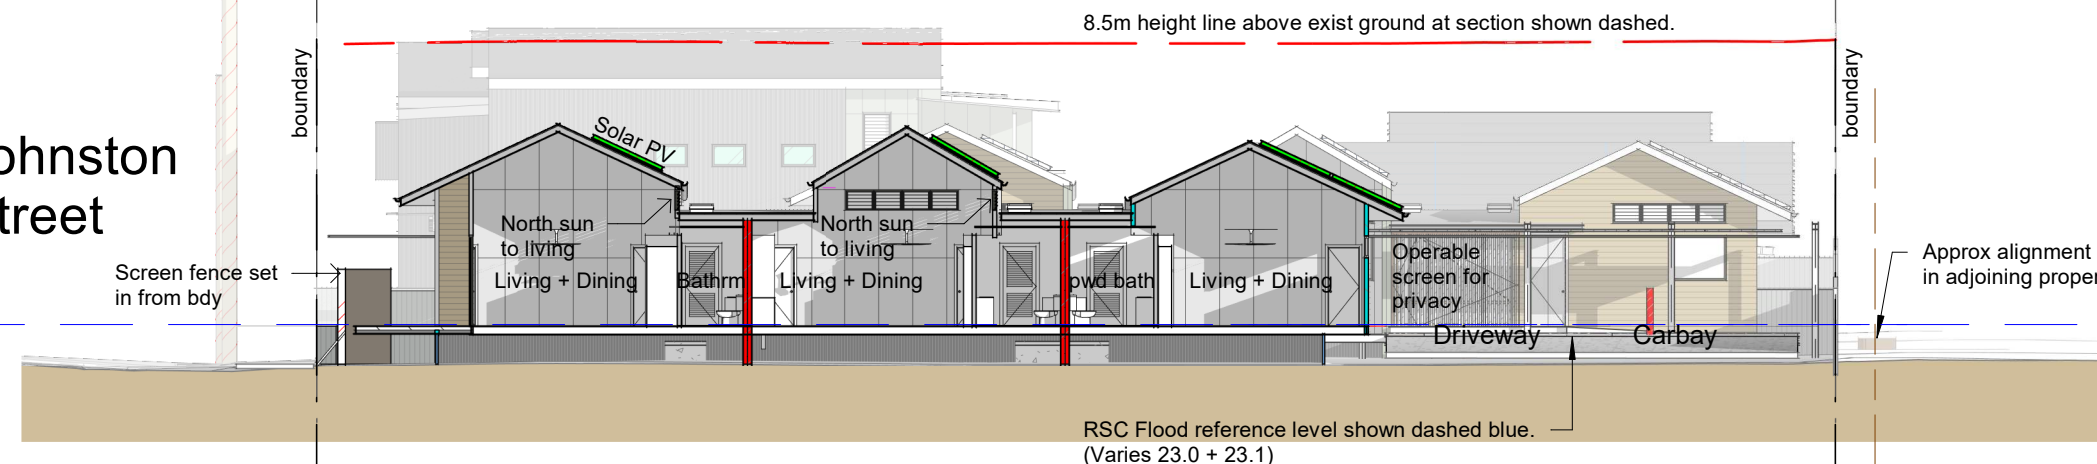 8.5m height line above exist ground at section shown dashed.
boundary
boundary
Solar PV
ohnston
treet
North sun
to living
North sun
to living
Operable
screen for
privacy
Approx alignment
in adjoining proper
Screen fence set
in from bdy
Living + Dining
Bathrm
Living + Dining
pwd bath
Living + Dining
Driveway
Carbay
RSC Flood reference level shown dashed blue.
(Varies 23.0 + 23.1)